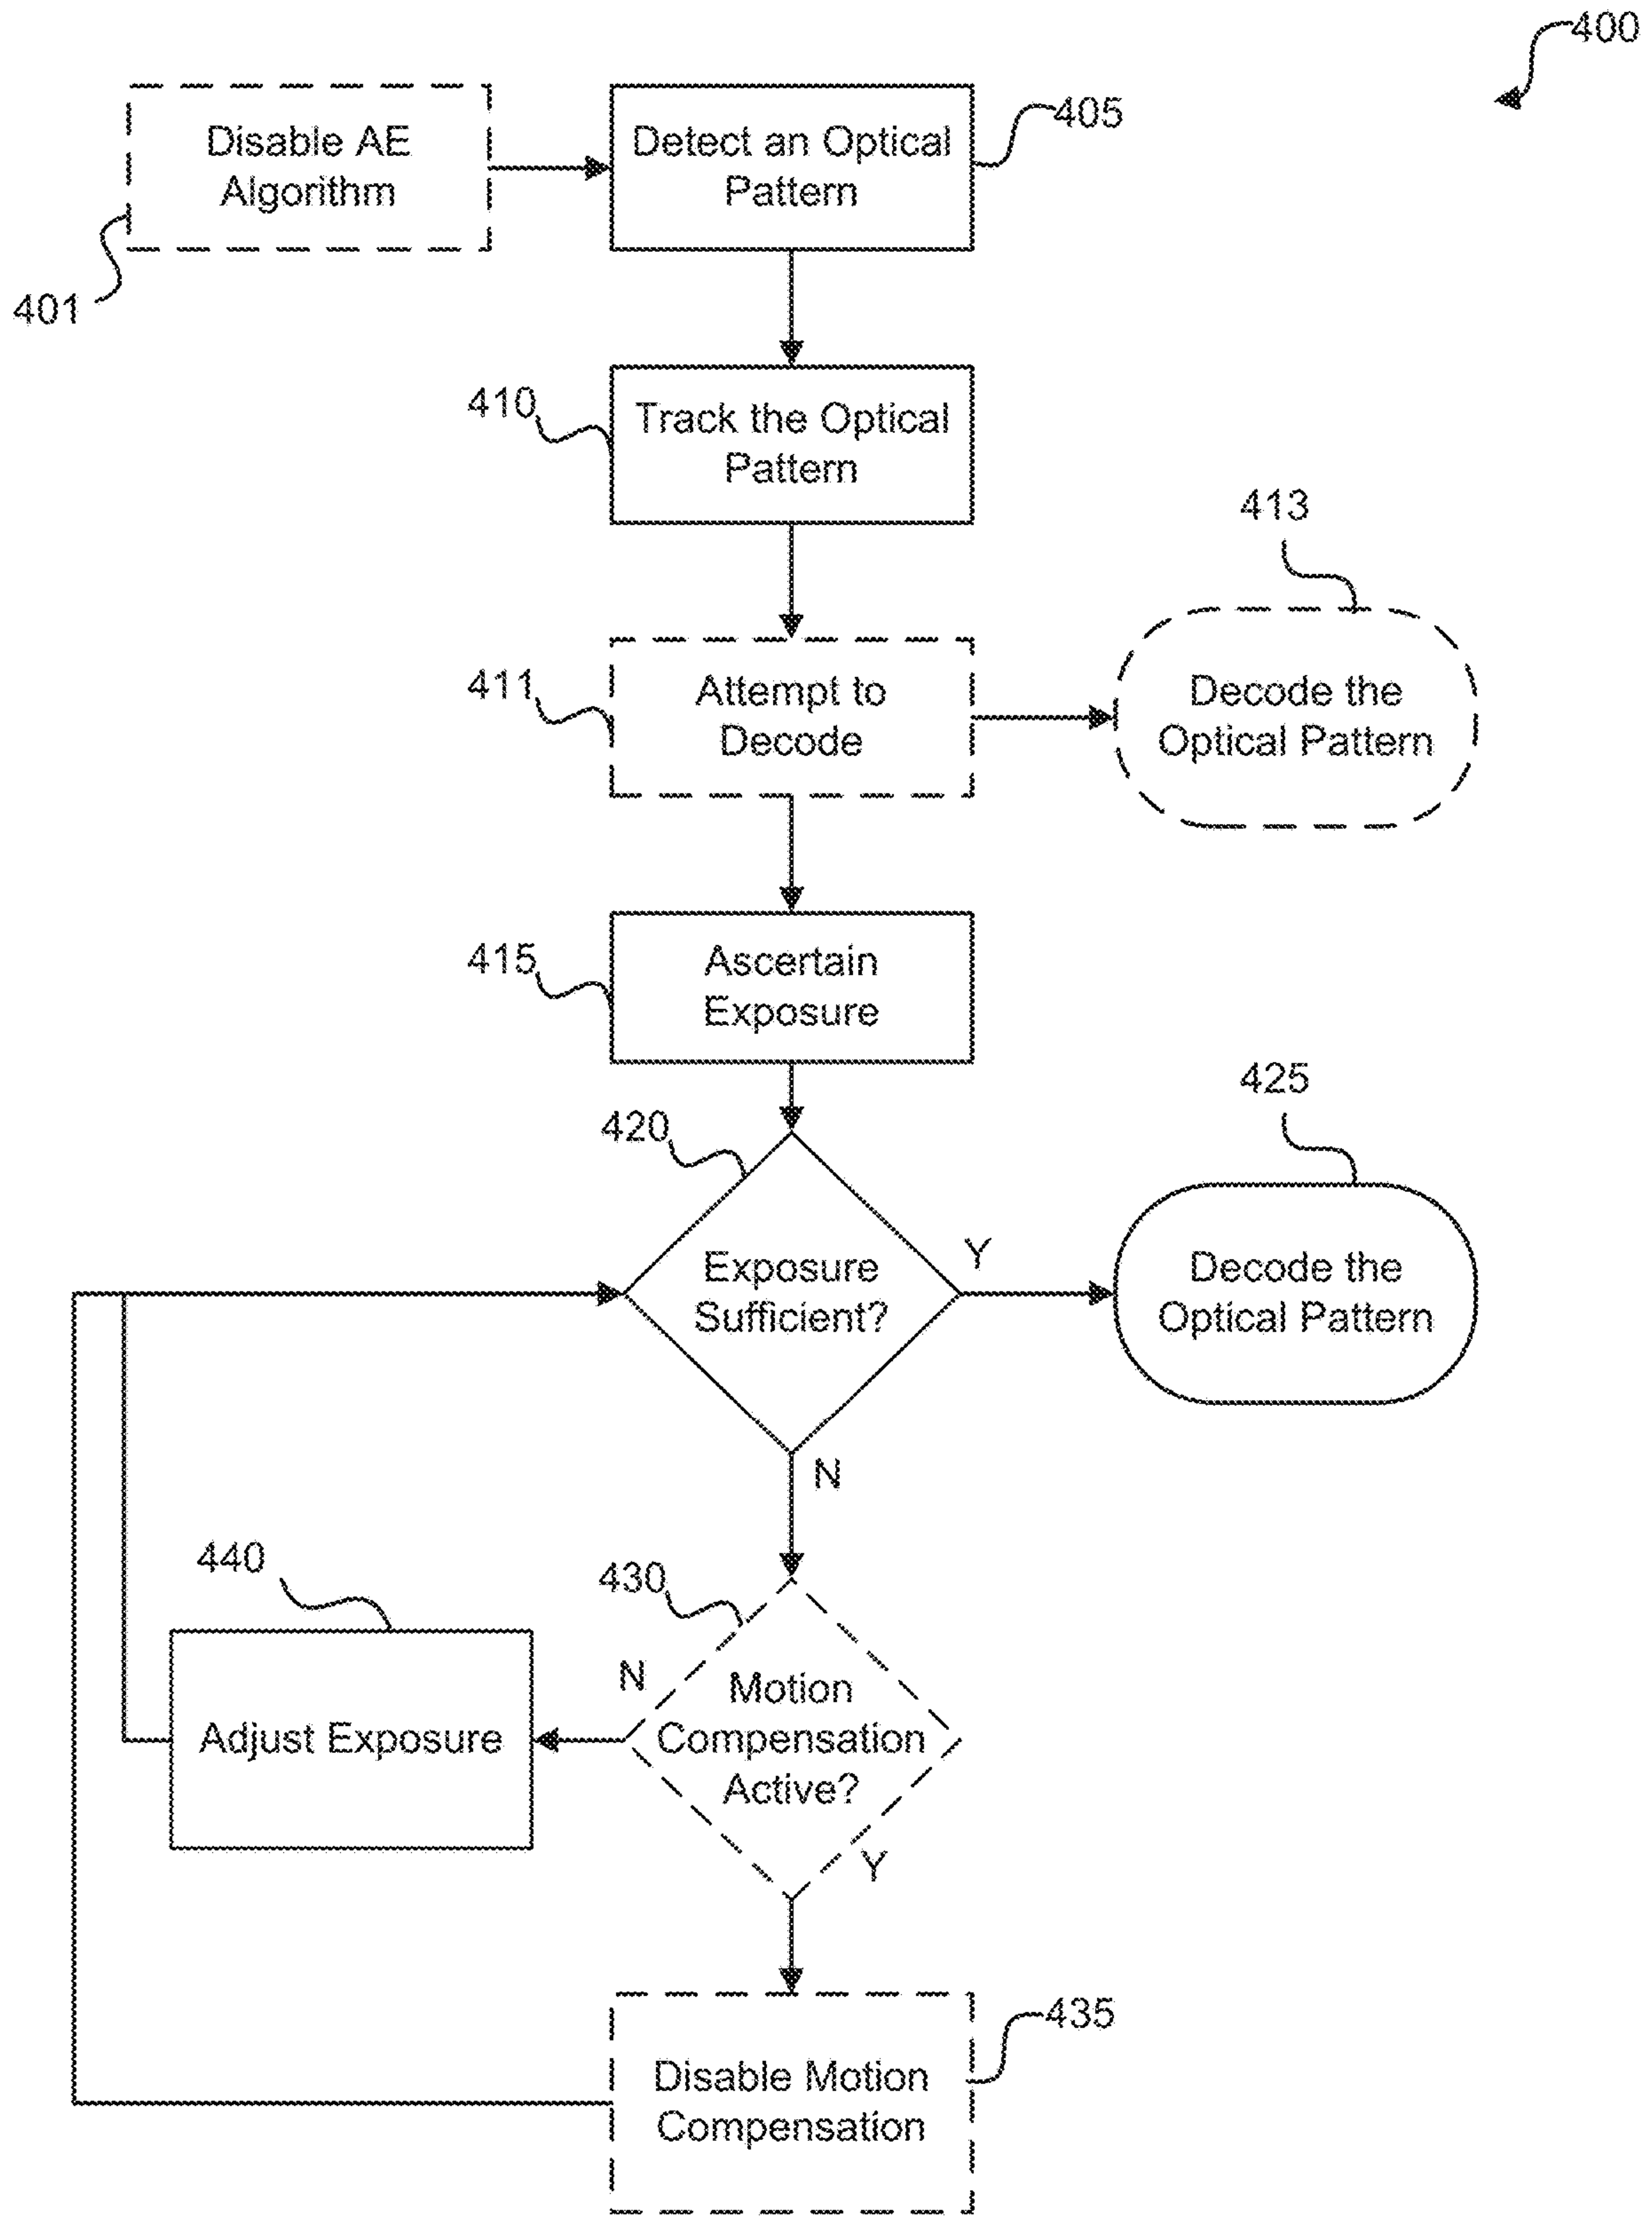 400
Disable AE
Algorithm
401
Detect an Optical
Pattern
405
410
Track the Optical
Pattern
411
Attempt to
Decode
413
Decode the
Optical Pattern
415
Ascertain
Exposure
420
Exposure
Sufficient?
Y
425
Decode the
Optical Pattern
N
430
Motion
Compensation
Active?
N
440
Adjust Exposure
Y
435
Disable Motion
Compensation